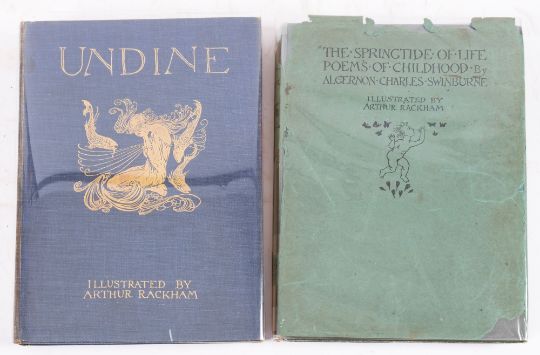 UNDINE
ILLUSTRATED BY
ARTHUR RACKHAM
"THE·SPRINGTIDE·OF·LIFE
POEMS·OF·CHILDHOOD·By
ALGERNON·CHARLES·SWINBURNE
ILLUSTRATED BY
ARTHUR RACKHAM